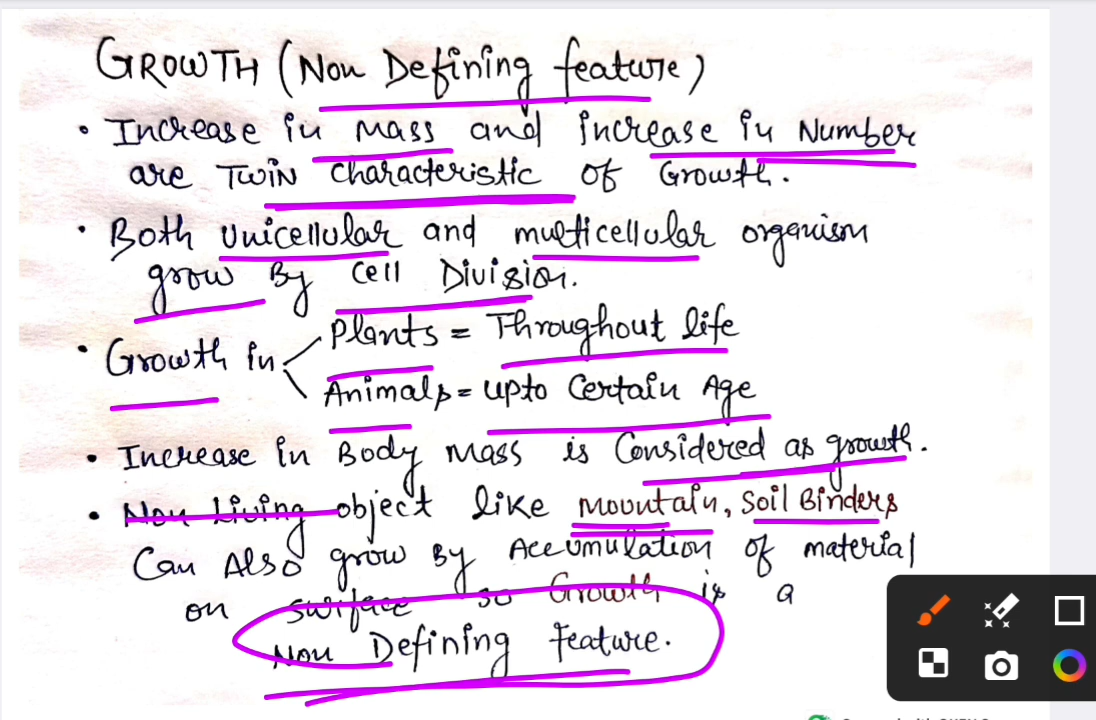 GROWTH (Non Defining feature)
• Increase in Mass and increase in Number
are TWIN characteristic of Growth.
• Both Unicellular and multicellular organism
grow By Cell Division.
• Growth in
Plants = Throughout life
Animals = upto Certain Age
• Increase in Body Mass is Considered as growth.
• Non Living object like mountain, Soil Binders
Can Also grow By Accumulation of material
on surface so Growth is a
Non Defining Feature.